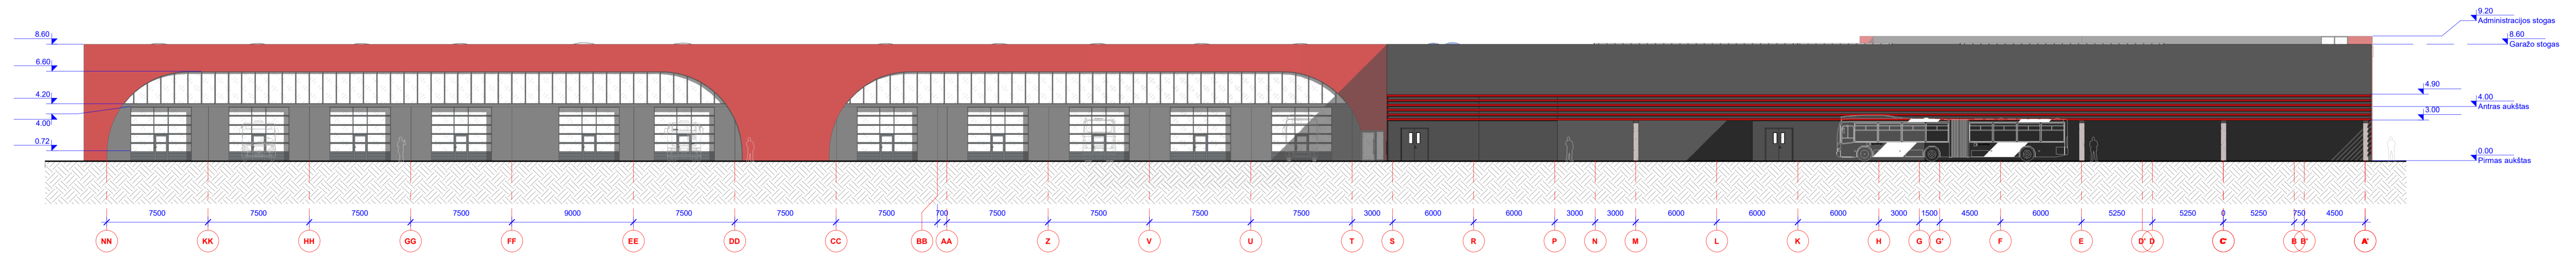 9.20
Administracijos stogas
8.60
8.60
Garažo stogas
6.60
4.90
4.20
4.00
Antras aukštas
4.00
3.00
0.72
0.00
Pirmas aukštas
7500 7500 7500 7500 9000 7500 7500 7500 700 7500 7500 7500 7500 3000 6000 6000 3000 3000 6000 6000 6000 3000 1500 4500 6000 5250 5250 0 5250 750 4500
NN KK HH GG FF EE DD CC BB AA Z V U T S R P N M L K H G G' F E D' D C' B B' A'